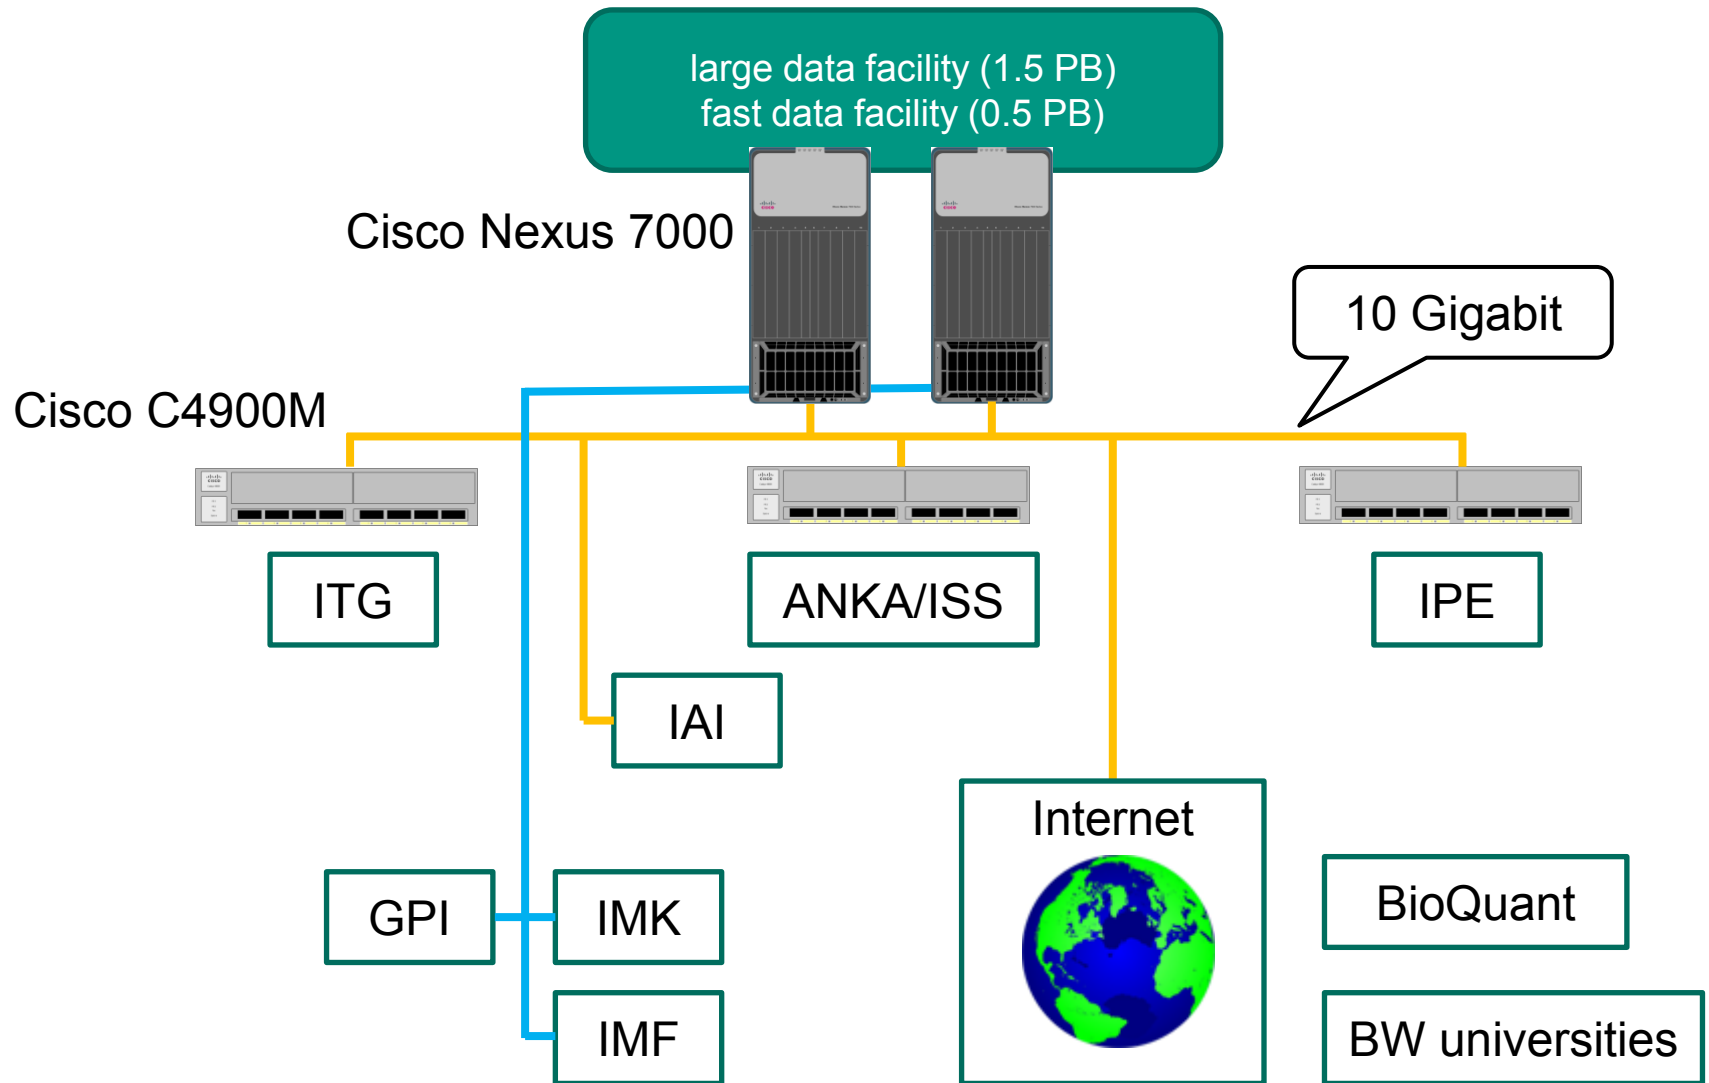 large data facility (1.5 PB)
fast data facility (0.5 PB)
Cisco Nexus 7000
10 Gigabit
Cisco C4900M
ITG
ANKA/ISS
IPE
IAI
Internet
GPI
IMK
BioQuant
IMF
BW universities